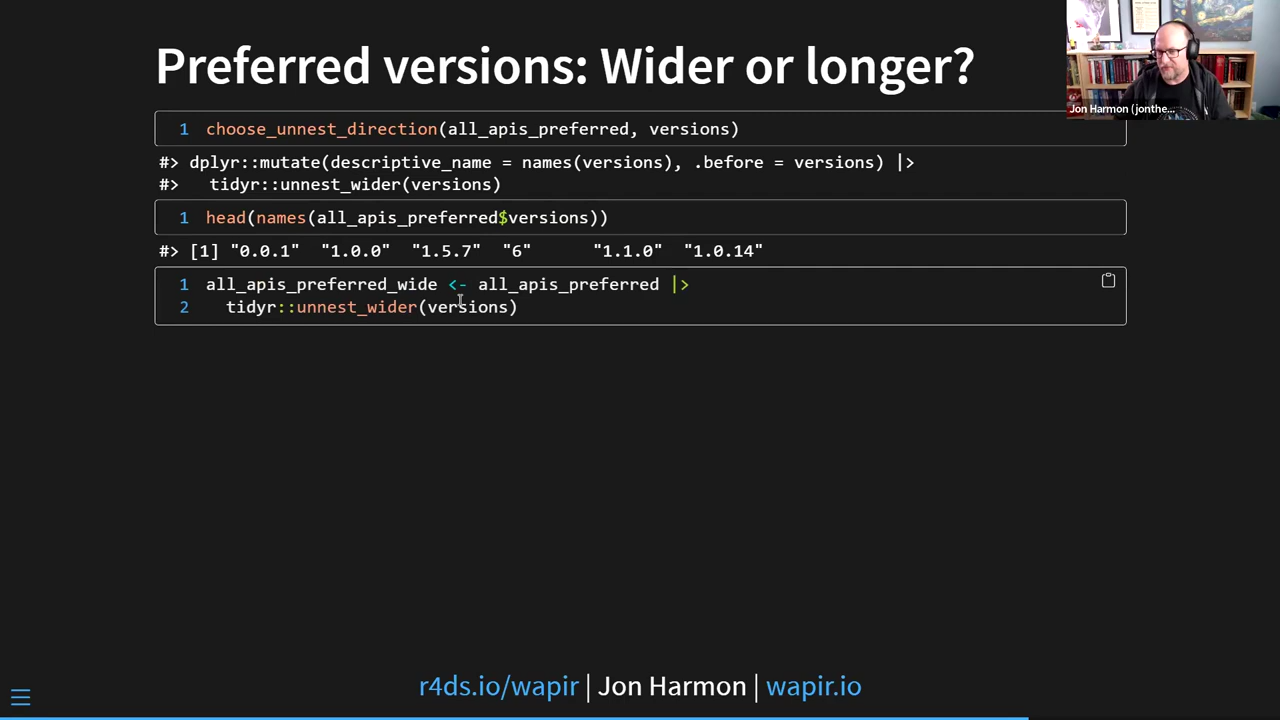 Preferred versions: Wider or longer?
Jon Harmon (jonthe...
1 choose_unnest_direction(all_apis_preferred, versions)
#> dplyr::mutate(descriptive_name = names(versions), .before = versions) |>
#>   tidyr::unnest_wider(versions)
1 head(names(all_apis_preferred$versions))
#> [1] "0.0.1"  "1.0.0"  "1.5.7"  "6"      "1.1.0"  "1.0.14"
1 all_apis_preferred_wide <- all_apis_preferred |>
2   tidyr::unnest_wider(versions)
r4ds.io/wapir | Jon Harmon | wapir.io